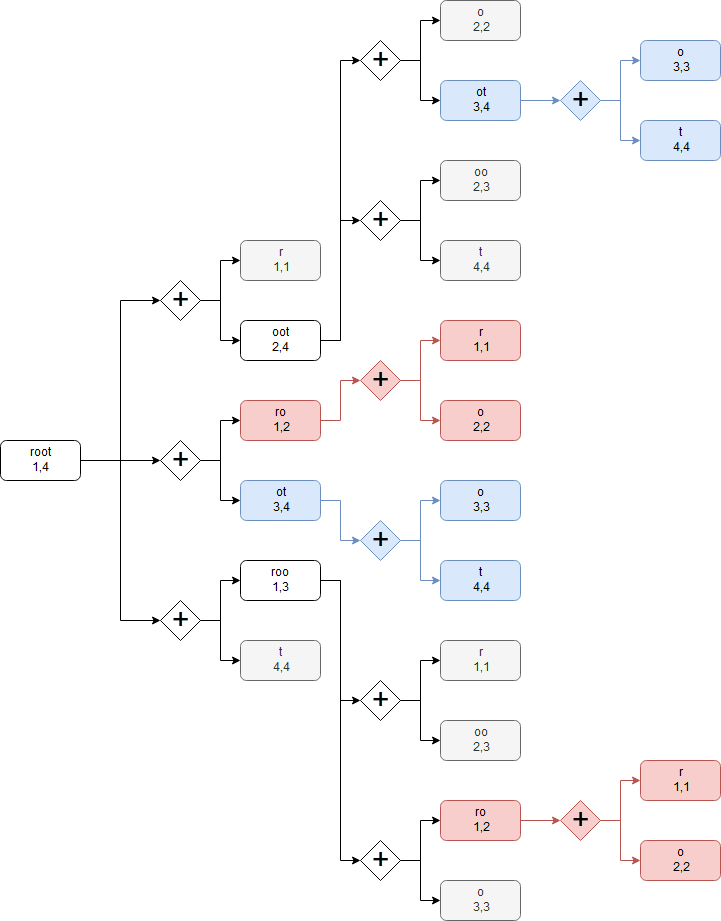 o
2,2
+
o
3,3
ot
3,4
+
t
4,4
oo
2,3
+
r
1,1
t
4,4
+
oot
2,4
r
1,1
+
ro
1,2
o
2,2
root
1,4
+
ot
3,4
o
3,3
+
roo
1,3
t
4,4
+
t
4,4
r
1,1
+
oo
2,3
r
1,1
ro
1,2
+
+
o
2,2
o
3,3